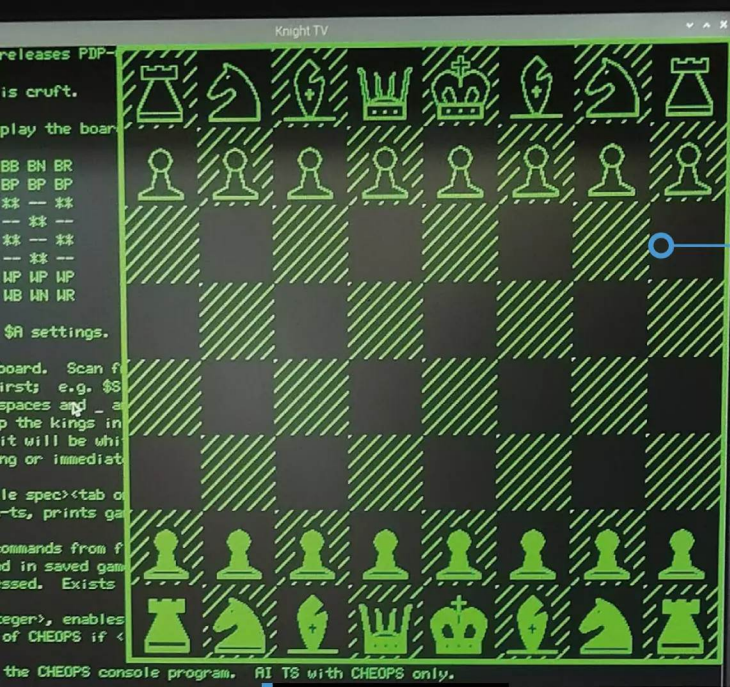 Knight TV
releases PDP-
is cruft.
play the boar
BB BN BR
BP BP BP
** -- **
-- ** --
** -- **
-- ** --
WP WP WP
WB WN WR
$A settings.
board. Scan f
irst; e.g. $S
spaces and _ a
p the kings in
it will be whi
ng or immediat
le spec><tab o
-ts, prints ga
ommands from f
d in saved gam
ssed. Exists
teger>, enables
of CHEOPS if <
the CHEOPS console program. AI TS with CHEOPS only.